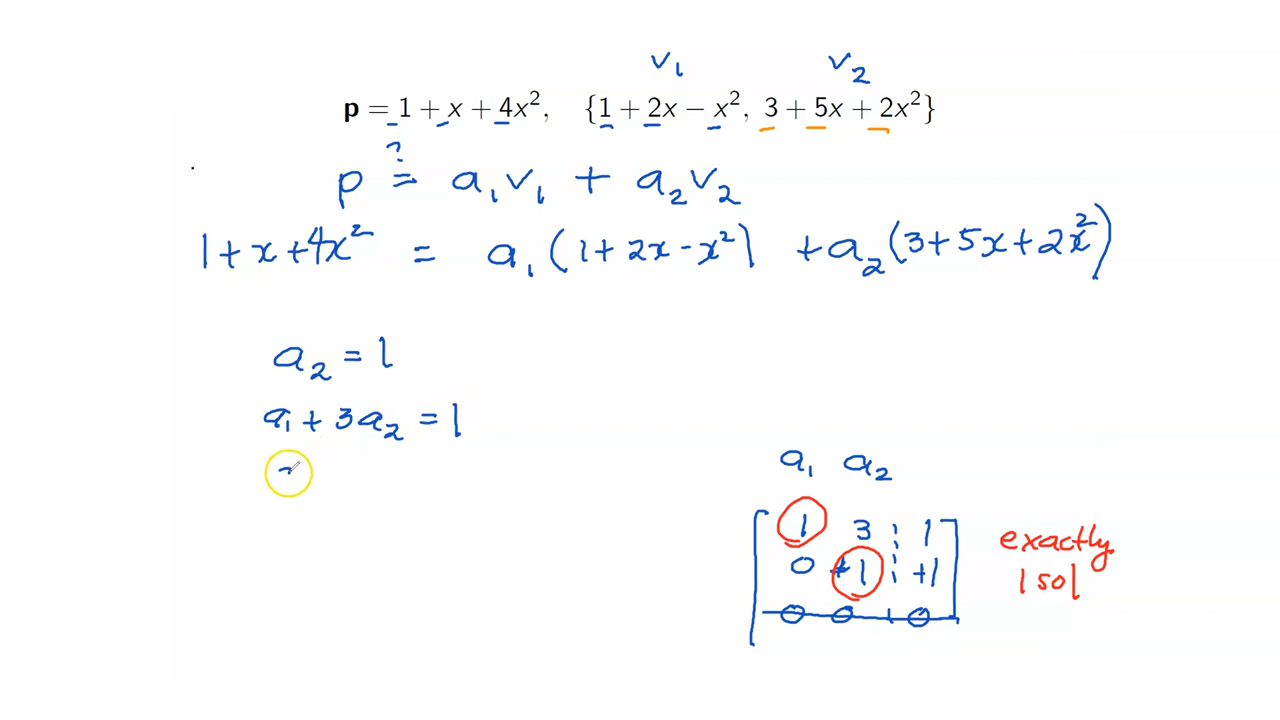 v₁ v₂
p = 1 + x + 4x², {1 + 2x − x², 3 + 5x + 2x²}
?
p = a₁v₁ + a₂v₂
1 + x + 4x² = a₁(1 + 2x - x²) + a₂(3 + 5x + 2x²)
a₂ = 1
a₁ + 3a₂ = 1
a₁ a₂
1 3 ¦ 1 exactly
0 +1 ¦ +1 1 sol
0 0 ¦ 0